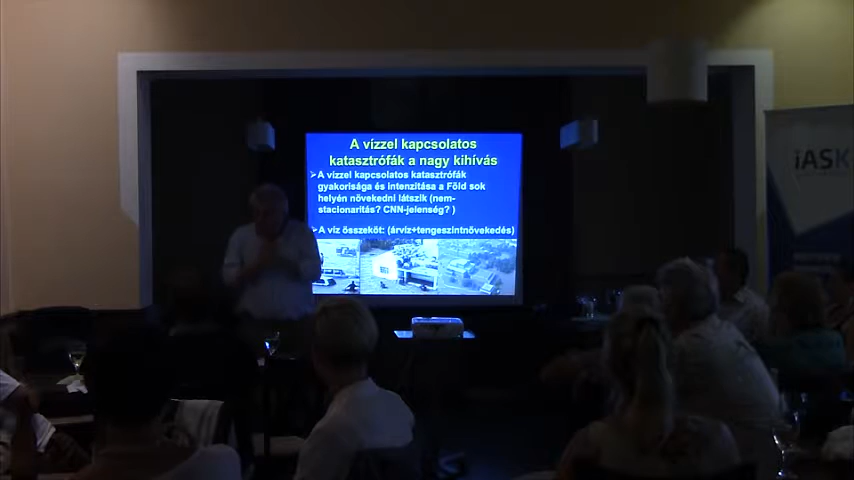 A vízzel kapcsolatos
katasztrófák a nagy kihívás
➢A vízzel kapcsolatos katasztrófák
gyakorisága és intenzitása a Föld sok
helyén növekedni látszik (nem-
stacionaritás? CNN-jelenség? )
➢A víz összeköt: (árvíz+tengeszintnövekedés)
iASK